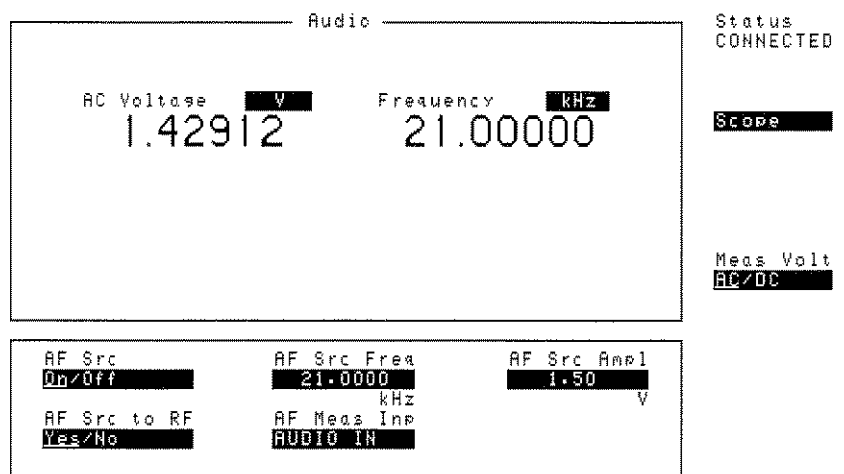 Audio
AC Voltage V
1.42912
Frequency kHz
21.00000
Status
CONNECTED
Scope
Meas Volt
AC/DC
AF Src
On/Off
AF Src Freq
21.0000
kHz
AF Src Ampl
1.50
V
AF Src to RF
Yes/No
AF Meas Inp
AUDIO IN